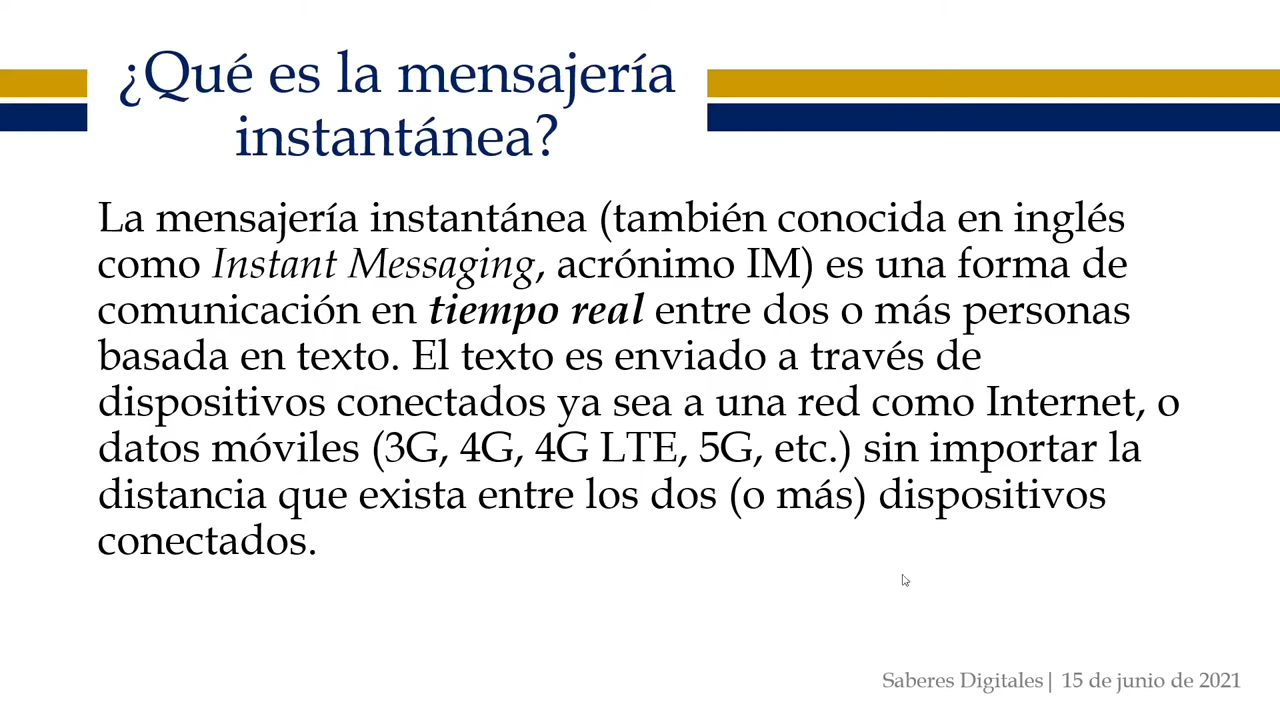 ¿Qué es la mensajería
instantánea?
La mensajería instantánea (también conocida en inglés
como Instant Messaging, acrónimo IM) es una forma de
comunicación en tiempo real entre dos o más personas
basada en texto. El texto es enviado a través de
dispositivos conectados ya sea a una red como Internet, o
datos móviles (3G, 4G, 4G LTE, 5G, etc.) sin importar la
distancia que exista entre los dos (o más) dispositivos
conectados.
Saberes Digitales| 15 de junio de 2021